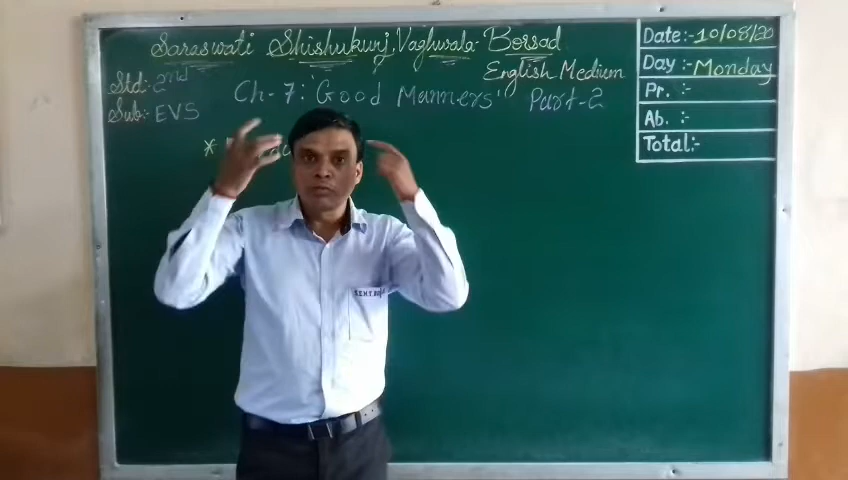 Saraswati Shishukunj, Vaghwala- Borsad
English Medium
Std:- 2nd
Sub:- EVS
Ch-7: 'Good Manners' Part-2
*
Date:- 10/08/20
Day :- Monday
Pr. :-
Ab. :-
Total:-